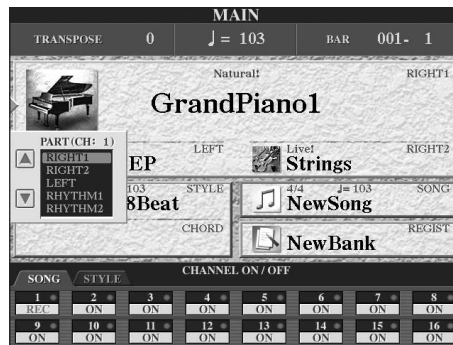 MAIN
TRANSPOSE 0 ♩= 103 BAR 001- 1
Natural! RIGHT1
GrandPiano1
PART(CH: 1)
RIGHT1
RIGHT2
LEFT
RHYTHM1
RHYTHM2
LEFT
EP
Live! RIGHT2
Strings
103 STYLE
8Beat
4/4 ♩= 103 SONG
NewSong
CHORD
REGIST
NewBank
SONG STYLE CHANNEL ON / OFF
1 2 3 4 5 6 7 8
REC ON ON ON ON ON ON ON
9 10 11 12 13 14 15 16
ON ON ON ON ON ON ON ON